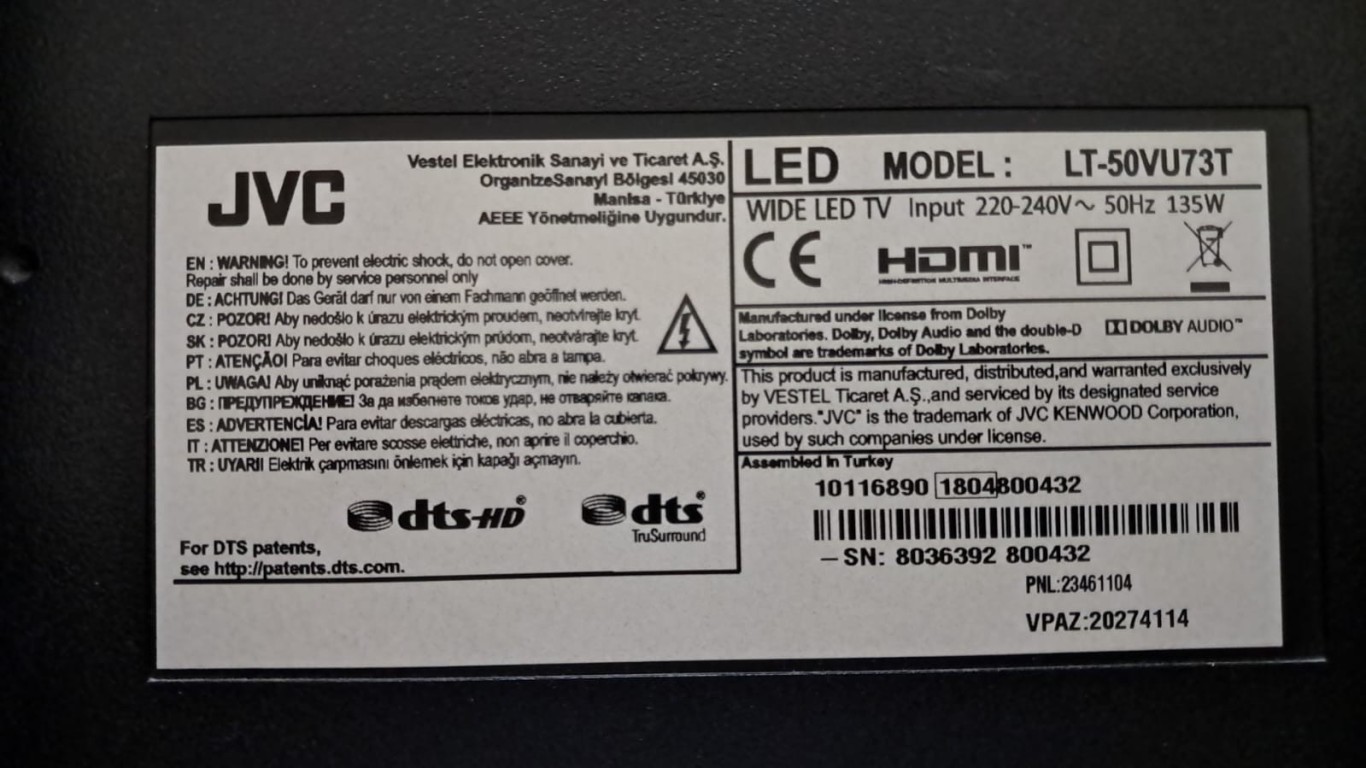 JVC
Vestel Elektronik Sanayi ve Ticaret A.Ş.
OrganizeSanayi Bölgesi 45030
Manisa - Türkiye
AEEE Yönetmeliğine Uygundur.
EN : WARNING! To prevent electric shock, do not open cover.
Repair shall be done by service personnel only
DE : ACHTUNG! Das Gerät darf nur von einem Fachmann geöffnet werden.
CZ : POZOR! Aby nedošlo k úrazu elektrickým proudem, neotvírejte kryt.
SK : POZOR! Aby nedošlo k úrazu elektrickým prúdom, neotvárajte kryt.
PT : ATENÇÃO! Para evitar choques eléctricos, não abra a tampa.
PL : UWAGA! Aby uniknąć porażenia prądem elektrycznym, nie należy otwierać pokrywy.
BG : ПРЕДУПРЕЖДЕНИЕ! За да избегнете токов удар, не отваряйте капака.
ES : ADVERTENCÍA! Para evitar descargas eléctricas, no abra la cubierta.
IT : ATTENZIONE! Per evitare scosse elettriche, non aprire il coperchio.
TR : UYARI! Elektrik çarpmasını önlemek için kapağı açmayın.
dts-HD®
dts®
TruSurround
For DTS patents,
see http://patents.dts.com.
LED MODEL : LT-50VU73T
WIDE LED TV Input 220-240V~ 50Hz 135W
CE HDMI™
HIGH-DEFINITION MULTIMEDIA INTERFACE
Manufactured under license from Dolby
Laboratories. Dolby, Dolby Audio and the double-D
symbol are trademarks of Dolby Laboratories.
DOLBY AUDIO™
This product is manufactured, distributed,and warranted exclusively
by VESTEL Ticaret A.Ş.,and serviced by its designated service
providers."JVC" is the trademark of JVC KENWOOD Corporation,
used by such companies under license.
Assembled in Turkey
10116890 1804800432
– SN: 8036392 800432
PNL:23461104
VPAZ:20274114